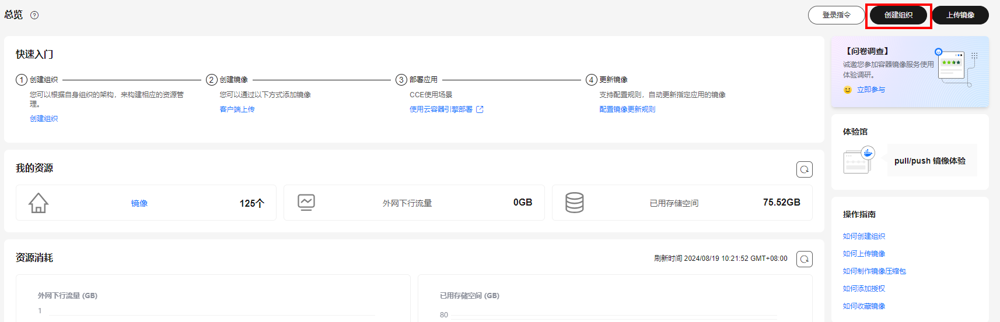 总览 ?
登录指令
创建组织
上传镜像
快速入门
1 创建组织
您可以根据自身组织的架构，来构建相应的资源管
理。
创建组织
2 创建镜像
您可以通过以下方式添加镜像
客户端上传
3 部署应用
CCE使用场景
使用云容器引擎部署
4 更新镜像
支持配置规则，自动更新指定应用的镜像
配置镜像更新规则
我的资源
镜像 125个
外网下行流量 0GB
已用存储空间 75.52GB
资源消耗
刷新时间 2024/08/19 10:21:52 GMT+08:00
外网下行流量 (GB)
1
已用存储空间 (GB)
80
【问卷调查】
诚邀您参加容器镜像服务使用
体验调研。
立即参与
体验馆
pull/push 镜像体验
操作指南
如何创建组织
如何上传镜像
如何制作镜像压缩包
如何添加授权
如何收藏镜像